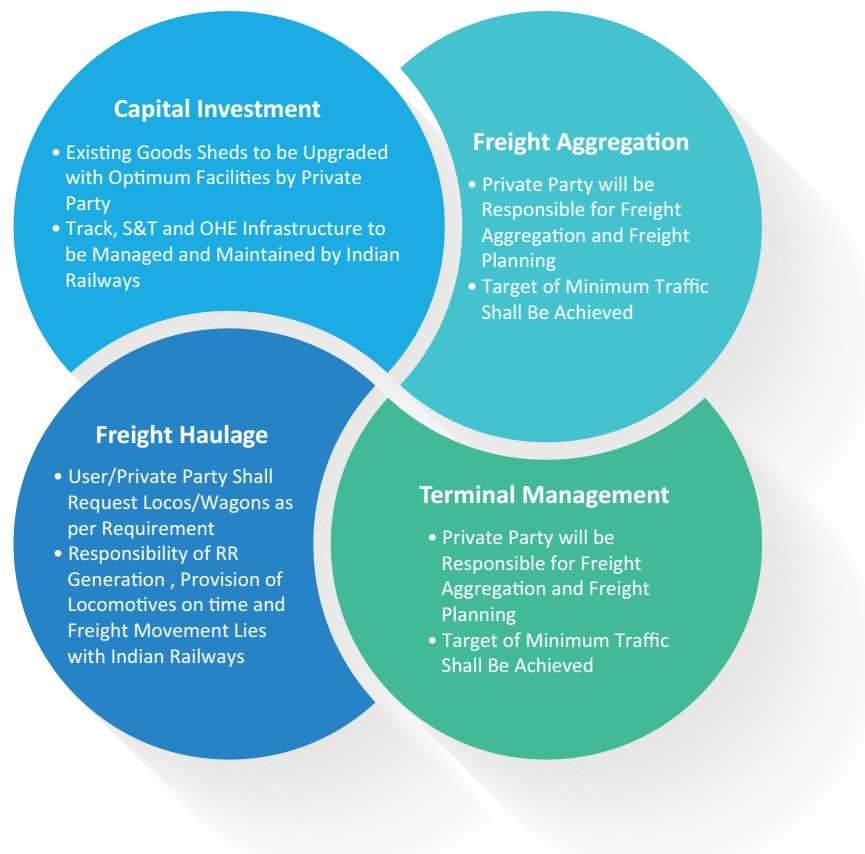 Capital Investment
• Existing Goods Sheds to be Upgraded
with Optimum Facilities by Private
Party
• Track, S&T and OHE Infrastructure to
be Managed and Maintained by Indian
Railways
Freight Aggregation
• Private Party will be
Responsible for Freight
Aggregation and Freight
Planning
• Target of Minimum Traffic
Shall Be Achieved
Freight Haulage
• User/Private Party Shall
Request Locos/Wagons as
per Requirement
• Responsibility of RR
Generation , Provision of
Locomotives on time and
Freight Movement Lies
with Indian Railways
Terminal Management
• Private Party will be
Responsible for Freight
Aggregation and Freight
Planning
• Target of Minimum Traffic
Shall Be Achieved